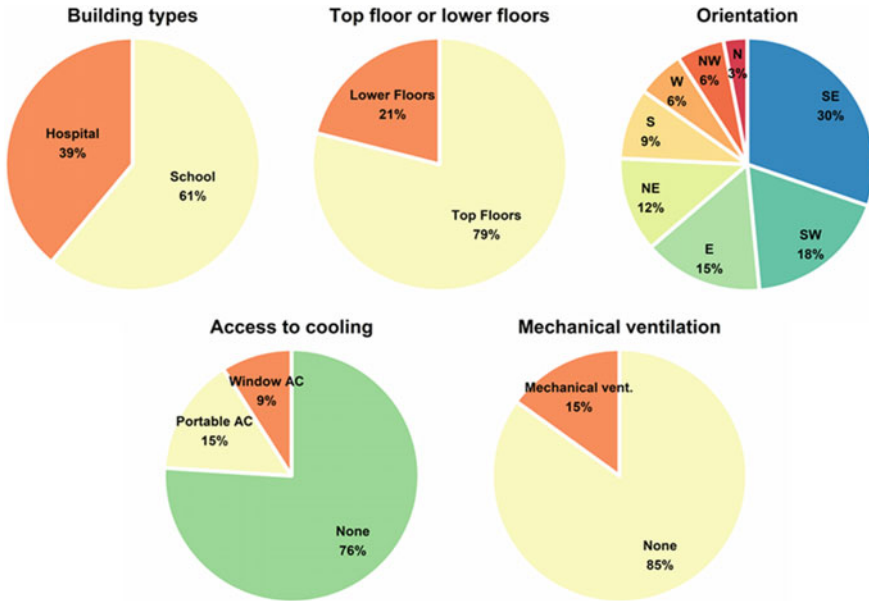 Building types
Hospital
39%
School
61%
Top floor or lower floors
Lower Floors
21%
Top Floors
79%
Orientation
N
3%
NW
6%
W
6%
S
9%
NE
12%
E
15%
SW
18%
SE
30%
Access to cooling
Window AC
9%
Portable AC
15%
None
76%
Mechanical ventilation
Mechanical vent.
15%
None
85%